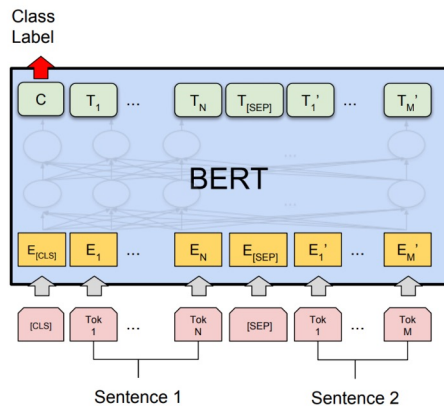 Class
Label
C T1 ... TN T[SEP] T1' ... TM'
...
BERT
...
E[CLS] E1 ... EN E[SEP] E1' ... EM'
[CLS] Tok 1 ... Tok N [SEP] Tok 1 ... Tok M
Sentence 1 Sentence 2